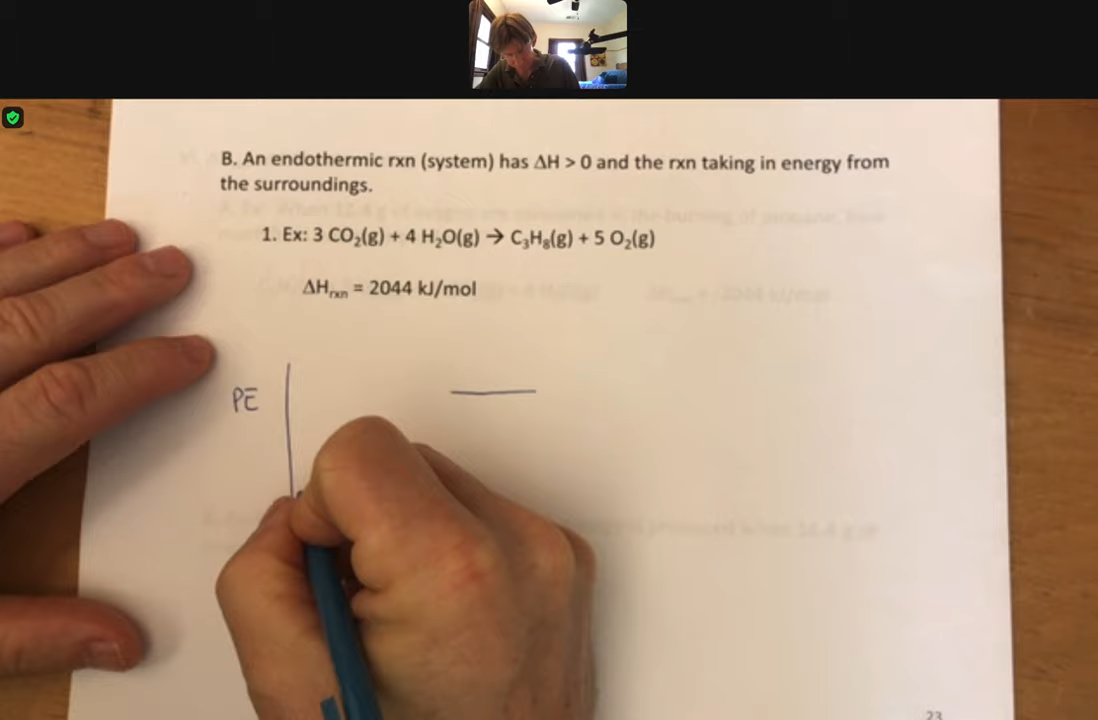 B. An endothermic rxn (system) has ΔH > 0 and the rxn taking in energy from
the surroundings.
1. Ex: 3 CO₂(g) + 4 H₂O(g) → C₃H₈(g) + 5 O₂(g)
ΔHᵣₓₙ = 2044 kJ/mol
PE
23